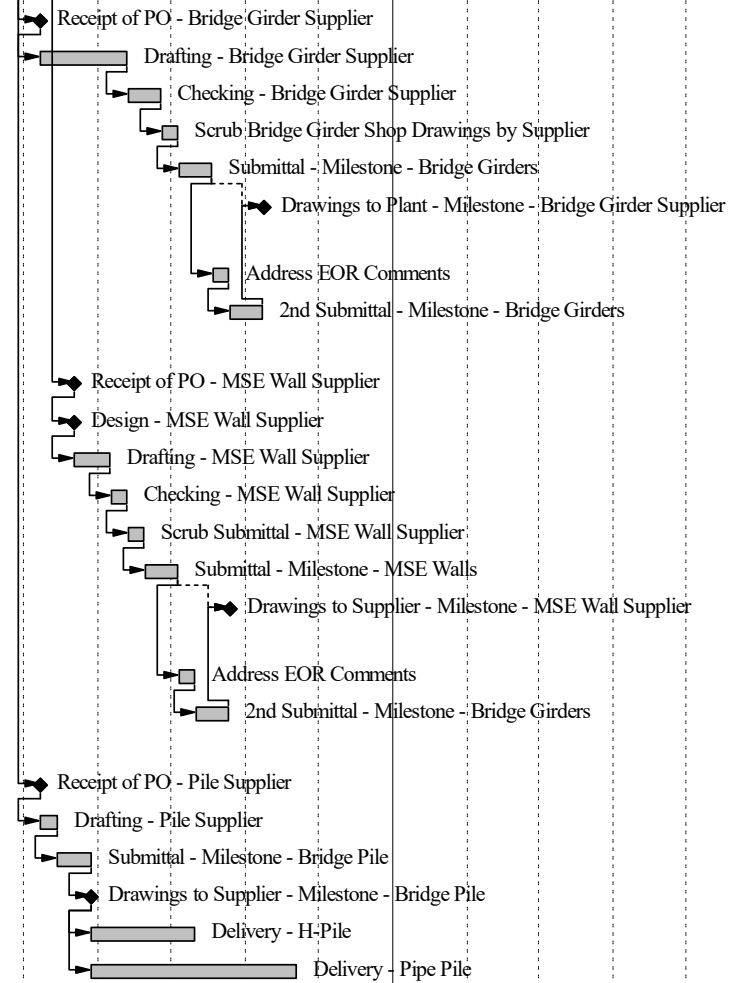 Receipt of PO - Bridge Girder Supplier
Drafting - Bridge Girder Supplier
Checking - Bridge Girder Supplier
Scrub Bridge Girder Shop Drawings by Supplier
Submittal - Milestone - Bridge Girders
Drawings to Plant - Milestone - Bridge Girder Supplier
Address EOR Comments
2nd Submittal - Milestone - Bridge Girders
Receipt of PO - MSE Wall Supplier
Design - MSE Wall Supplier
Drafting - MSE Wall Supplier
Checking - MSE Wall Supplier
Scrub Submittal - MSE Wall Supplier
Submittal - Milestone - MSE Walls
Drawings to Supplier - Milestone - MSE Wall Supplier
Address EOR Comments
2nd Submittal - Milestone - Bridge Girders
Receipt of PO - Pile Supplier
Drafting - Pile Supplier
Submittal - Milestone - Bridge Pile
Drawings to Supplier - Milestone - Bridge Pile
Delivery - H-Pile
Delivery - Pipe Pile